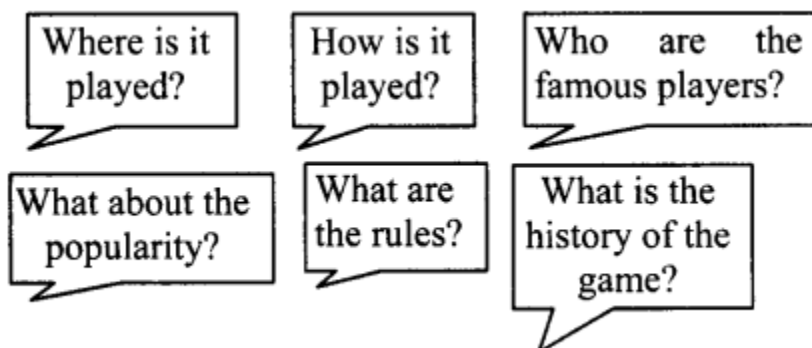 Where is it
played?
How is it
played?
Who are the
famous players?
What about the
popularity?
What are
the rules?
What is the
history of the
game?